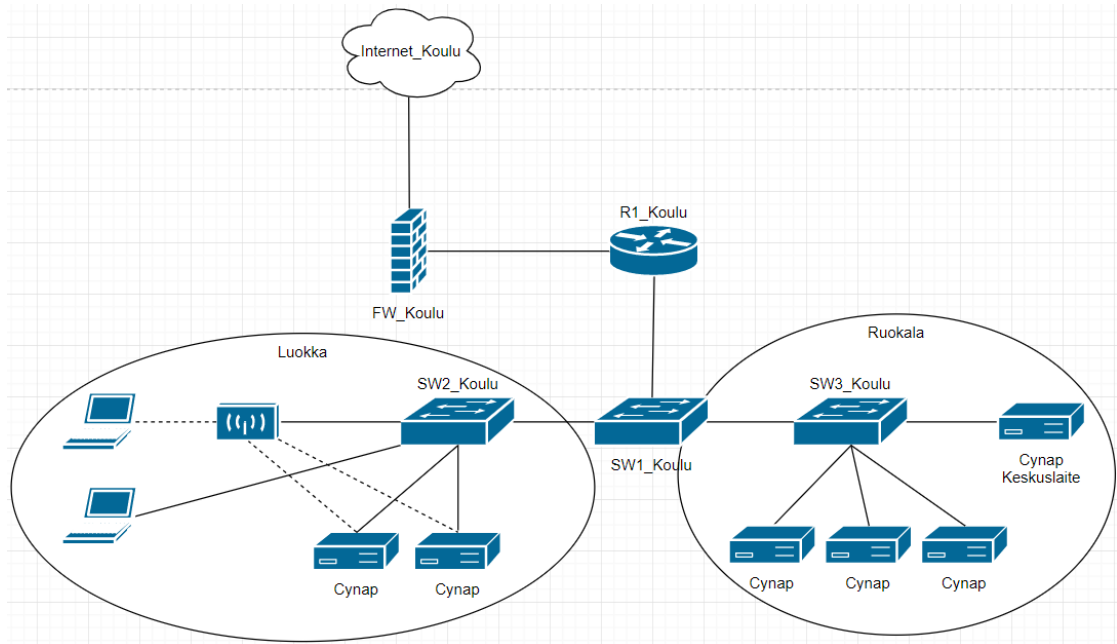 Internet_Koulu
R1_Koulu
FW_Koulu
Luokka
Ruokala
SW2_Koulu
SW3_Koulu
SW1_Koulu
Cynap
Keskuslaite
Cynap
Cynap
Cynap
Cynap
Cynap